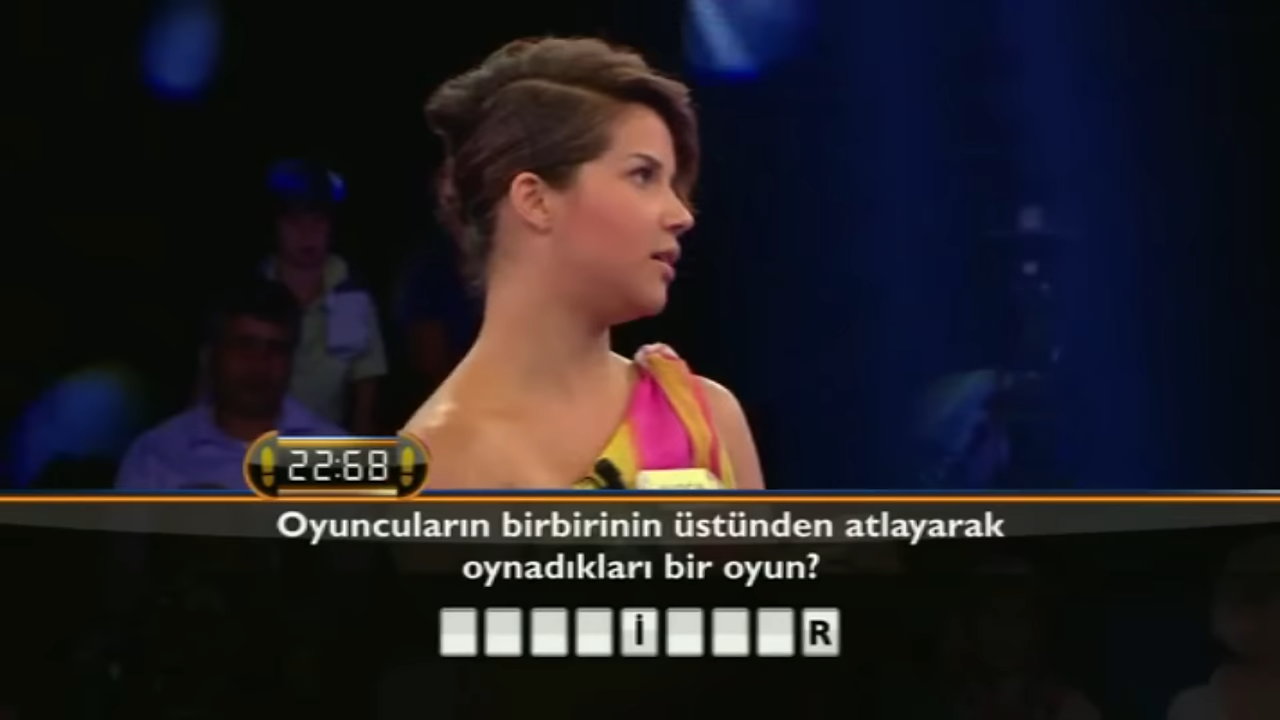 22:68
Oyuncuların birbirinin üstünden atlayarak
oynadıkları bir oyun?
İ R